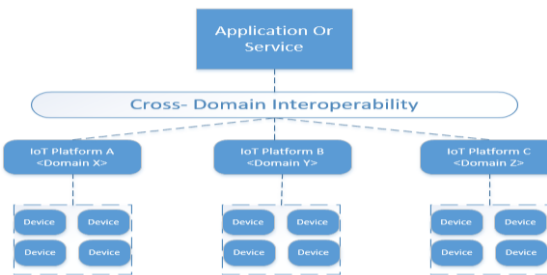 Application Or
Service
Cross- Domain Interoperability
IoT Platform A
<Domain X>
IoT Platform B
<Domain Y>
IoT Platform C
<Domain Z>
Device
Device
Device
Device
Device
Device
Device
Device
Device
Device
Device
Device